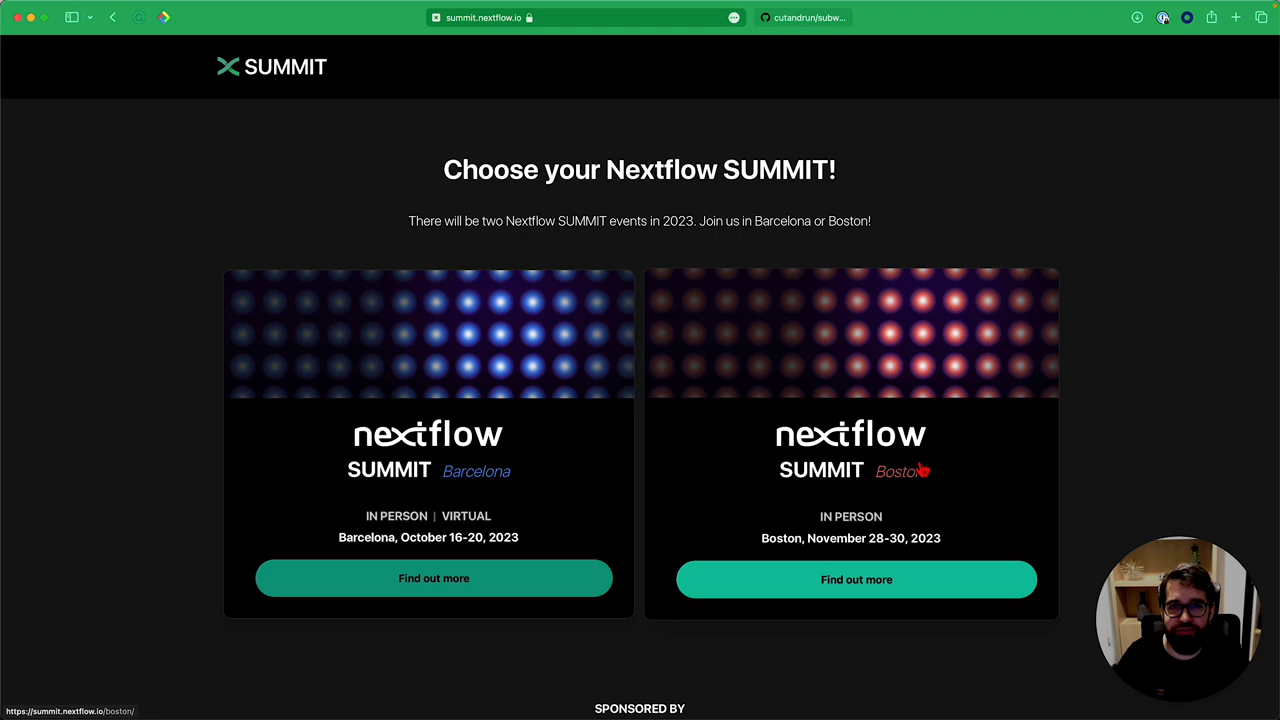 summit.nextflow.io
cutandrun/subw...
SUMMIT
Choose your Nextflow SUMMIT!
There will be two Nextflow SUMMIT events in 2023. Join us in Barcelona or Boston!
nextflow
SUMMIT Barcelona
IN PERSON | VIRTUAL
Barcelona, October 16-20, 2023
Find out more
nextflow
SUMMIT Boston
IN PERSON
Boston, November 28-30, 2023
Find out more
SPONSORED BY
https://summit.nextflow.io/boston/